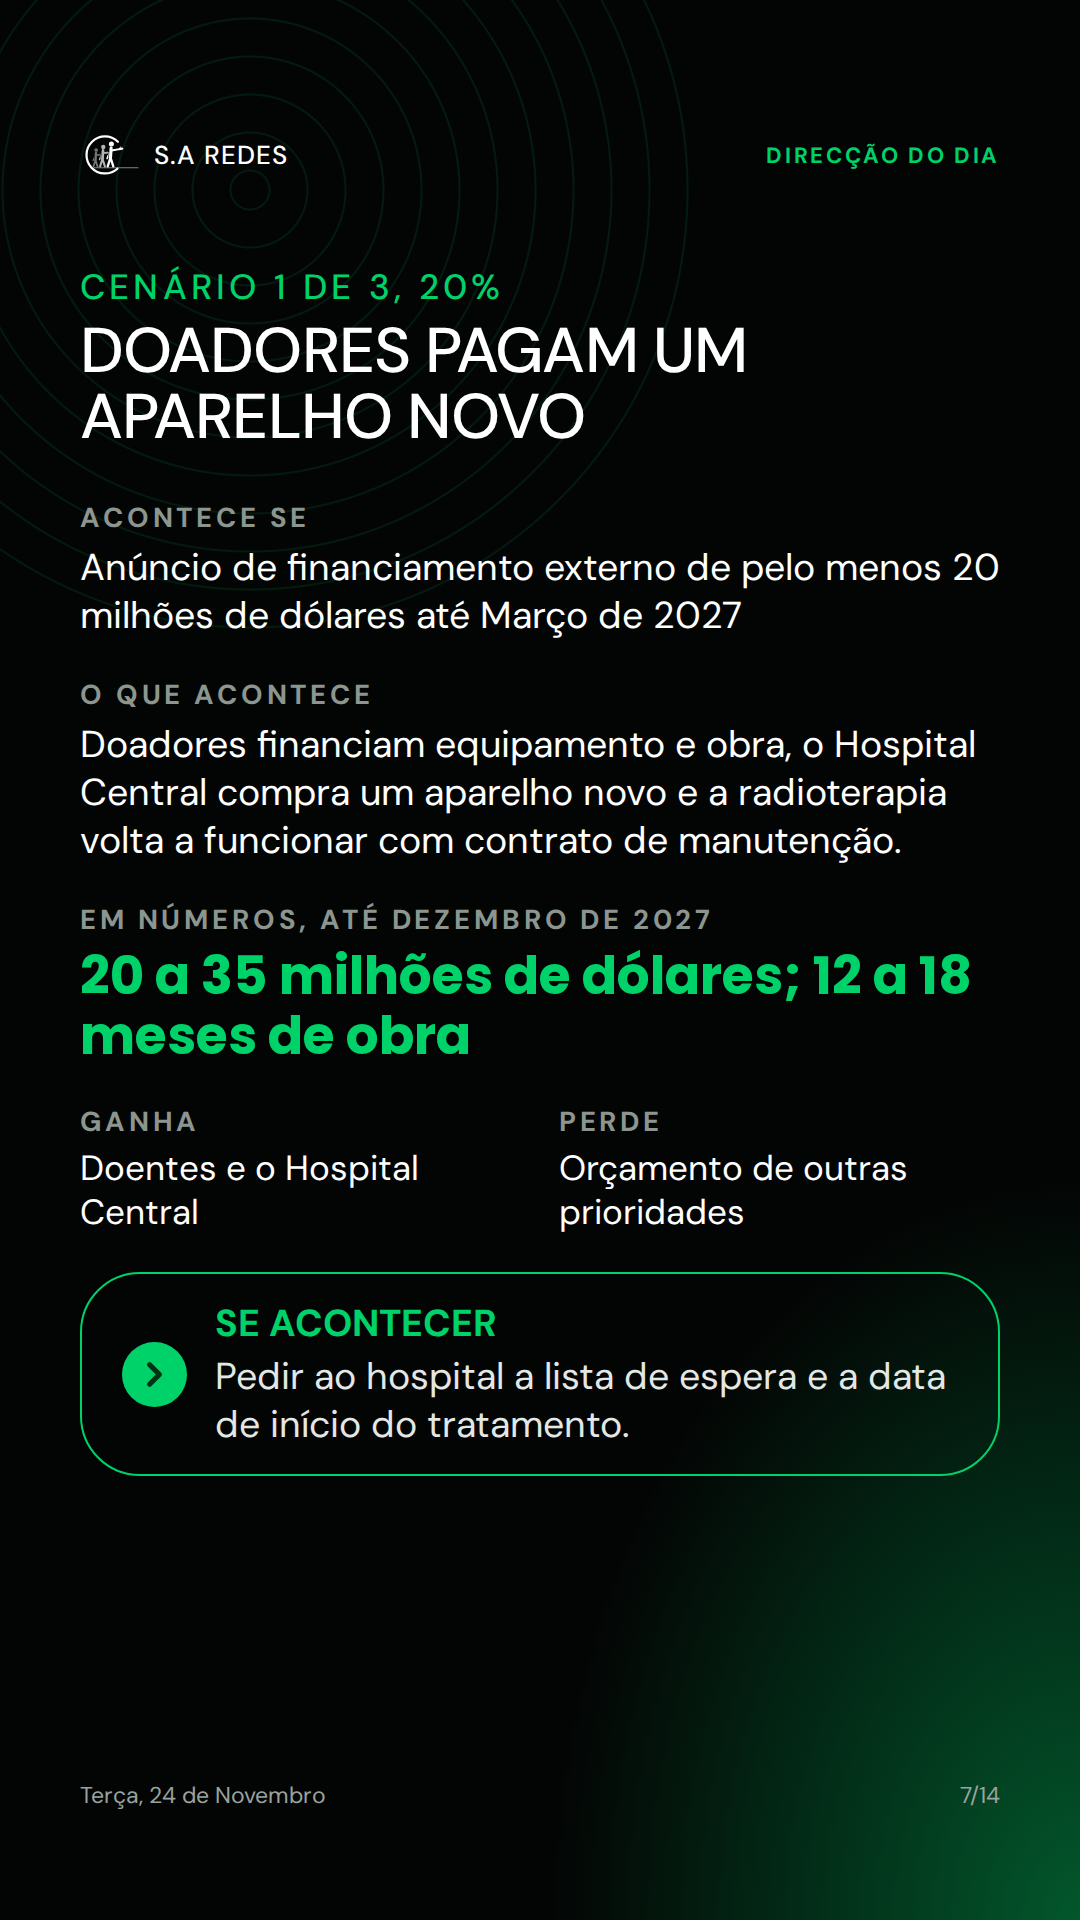 S.A REDES
DIRECÇÃO DO DIA
CENÁRIO 1 DE 3, 20%
DOADORES PAGAM UM
APARELHO NOVO
ACONTECE SE
Anúncio de financiamento externo de pelo menos 20
milhões de dólares até Março de 2027
O QUE ACONTECE
Doadores financiam equipamento e obra, o Hospital
Central compra um aparelho novo e a radioterapia
volta a funcionar com contrato de manutenção.
EM NÚMEROS, ATÉ DEZEMBRO DE 2027
20 a 35 milhões de dólares; 12 a 18
meses de obra
GANHA
Doentes e o Hospital
Central
PERDE
Orçamento de outras
prioridades
SE ACONTECER
Pedir ao hospital a lista de espera e a data
de início do tratamento.
Terça, 24 de Novembro
7/14